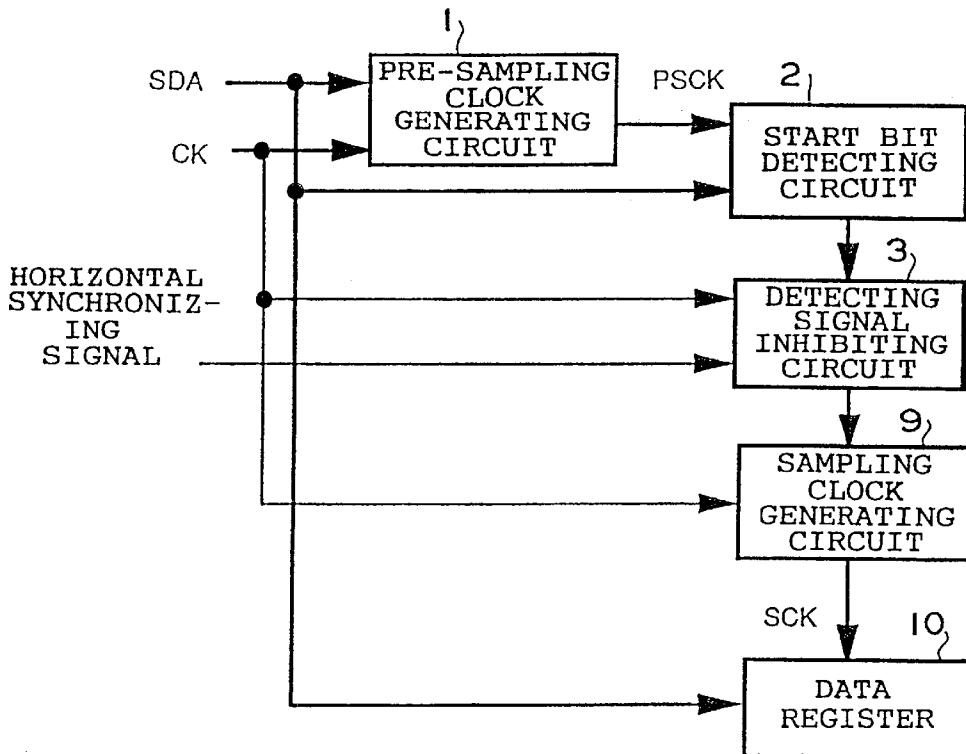 1
SDA
PRE-SAMPLING
CLOCK
GENERATING
CIRCUIT
PSCK
2
CK
START BIT
DETECTING
CIRCUIT
3
HORIZONTAL
SYNCHRONIZ-
ING
SIGNAL
DETECTING
SIGNAL
INHIBITING
CIRCUIT
9
SAMPLING
CLOCK
GENERATING
CIRCUIT
SCK
10
DATA
REGISTER